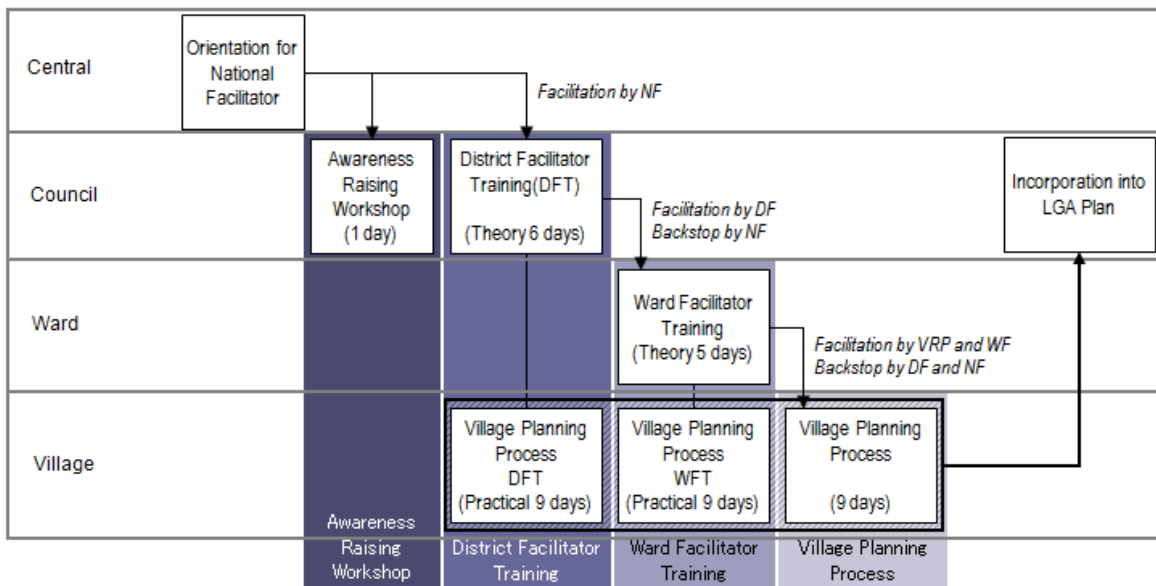 Central
Orientation for
National
Facilitator
Facilitation by NF
Council
Awareness
Raising
Workshop
(1 day)
District Facilitator
Training(DFT)
(Theory 6 days)
Facilitation by DF
Backstop by NF
Incorporation into
LGA Plan
Ward
Ward Facilitator
Training
(Theory 5 days)
Facilitation by VRP and WF
Backstop by DF and NF
Village
Village Planning
Process
DFT
(Practical 9 days)
Village Planning
Process
WFT
(Practical 9 days)
Village Planning
Process
(9 days)
Awareness
Raising
Workshop
District Facilitator
Training
Ward Facilitator
Training
Village Planning
Process